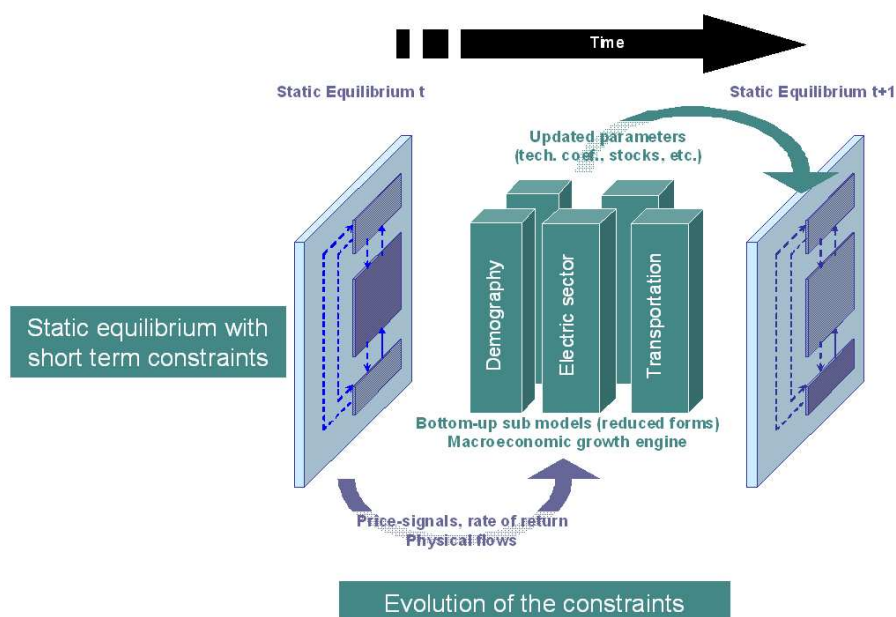 Time
Static Equilibrium t
Static Equilibrium t+1
Updated parameters
(tech. coef., stocks, etc.)
Static equilibrium with
short term constraints
Demography
Electric sector
Transportation
Bottom-up sub models (reduced forms)
Macroeconomic growth engine
Price-signals, rate of return
Physical flows
Evolution of the constraints